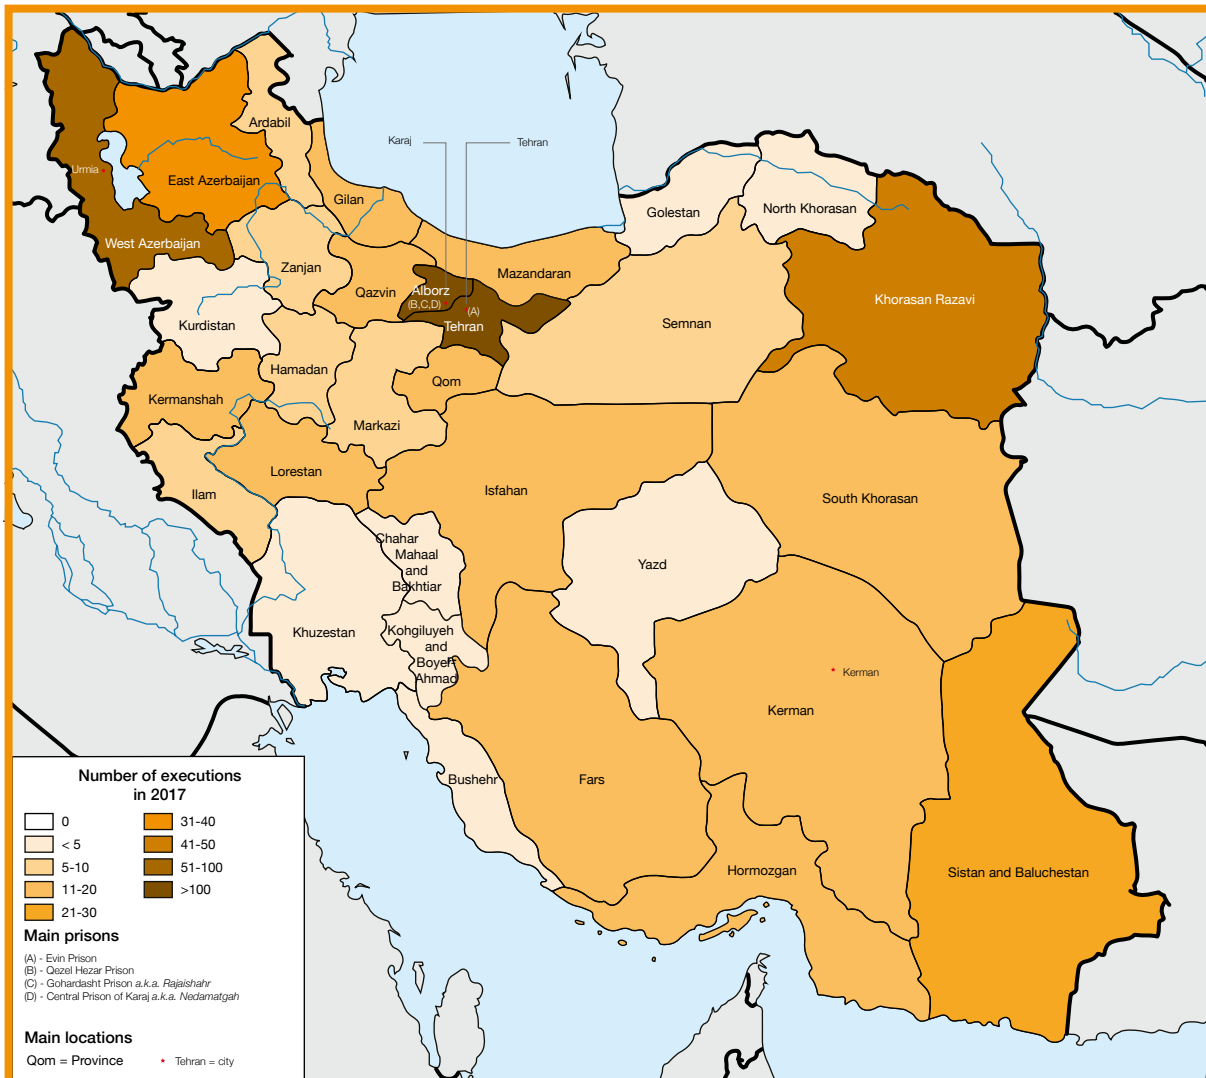 Karaj
Tehran
Ardabil
Urmia
East Azerbaijan
Gilan
Golestan
North Khorasan
West Azerbaijan
Zanjan
Mazandaran
Qazvin
Alborz
(B,C,D)
(A)
Tehran
Khorasan Razavi
Kurdistan
Semnan
Hamadan
Qom
Kermanshah
Markazi
Lorestan
Ilam
Isfahan
South Khorasan
Chahar
Mahaal
and
Bakhtiar
Yazd
Khuzestan
Kohgiluyeh
and
Boyer-
Ahmad
Kerman
Kerman
Bushehr
Fars
Hormozgan
Sistan and Baluchestan
Number of executions
in 2017
0
< 5
5-10
11-20
21-30
31-40
41-50
51-100
>100
Main prisons
(A) - Evin Prison
(B) - Qezel Hezar Prison
(C) - Gohardasht Prison a.k.a. Rajaishahr
(D) - Central Prison of Karaj a.k.a. Nedamatgah
Main locations
Qom = Province
Tehran = city